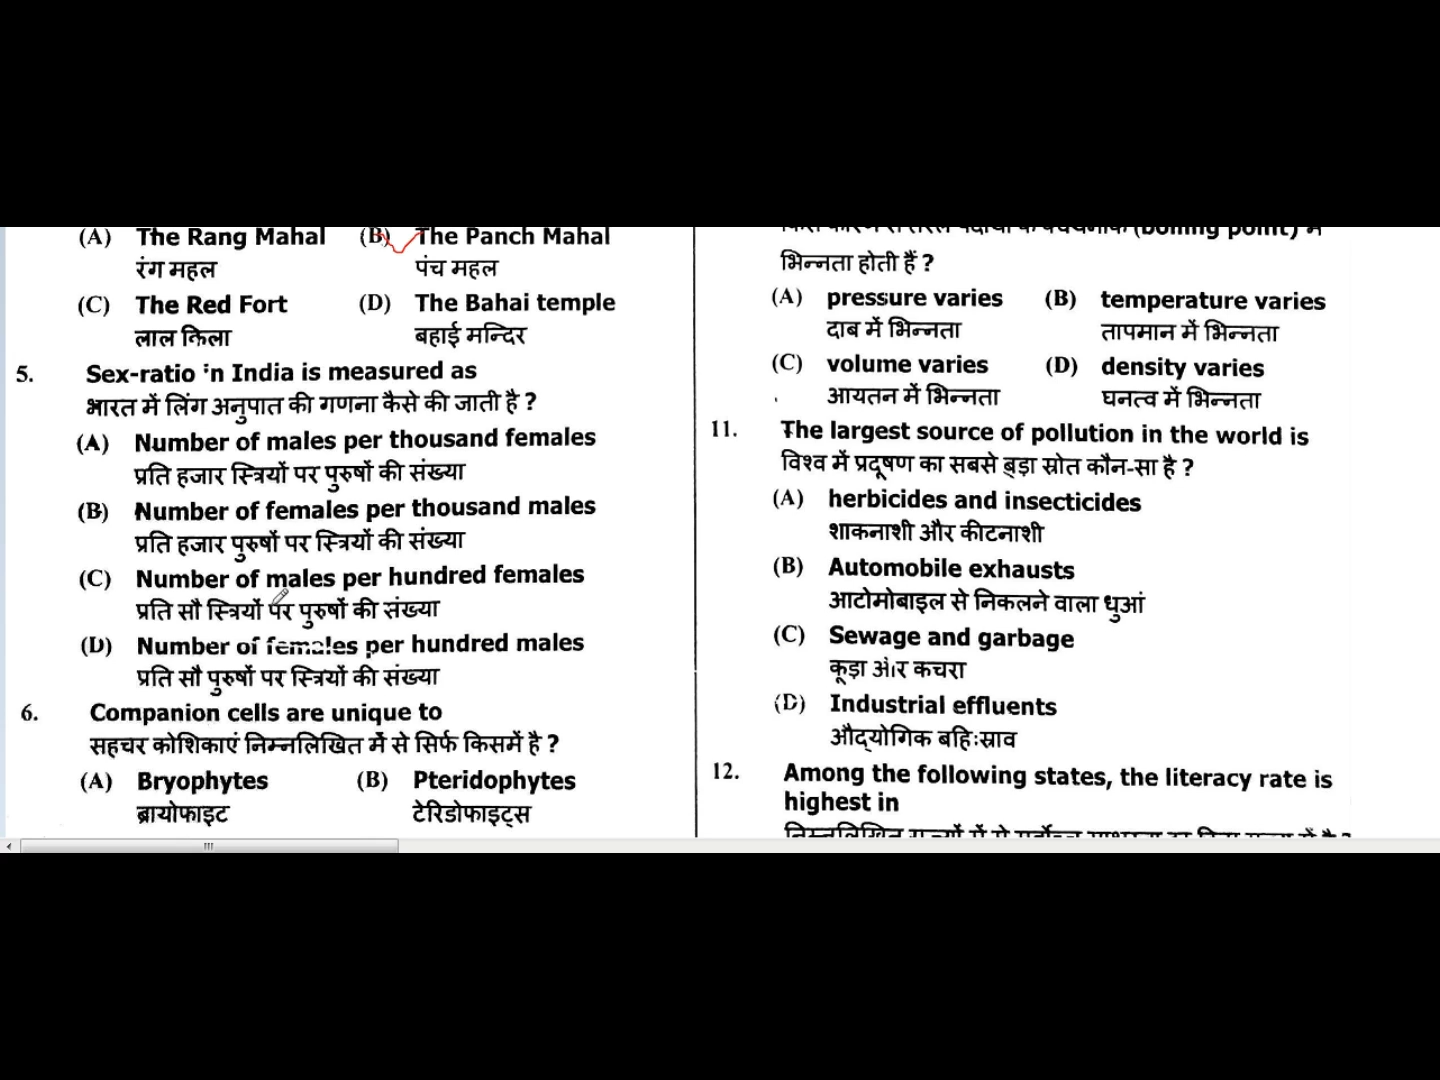 (A) The Rang Mahal (B) The Panch Mahal
रंग महल पंच महल
(C) The Red Fort (D) The Bahai temple
लाल किला बहाई मन्दिर
5. Sex-ratio in India is measured as
भारत में लिंग अनुपात की गणना कैसे की जाती है ?
(A) Number of males per thousand females
प्रति हजार स्त्रियों पर पुरुषों की संख्या
(B) Number of females per thousand males
प्रति हजार पुरुषों पर स्त्रियों की संख्या
(C) Number of males per hundred females
प्रति सौ स्त्रियों पर पुरुषों की संख्या
(D) Number of females per hundred males
प्रति सौ पुरुषों पर स्त्रियों की संख्या
6. Companion cells are unique to
सहचर कोशिकाएं निम्नलिखित में से सिर्फ किसमें है ?
(A) Bryophytes (B) Pteridophytes
ब्रायोफाइट टेरिडोफाइट्स
(boiling point) में
भिन्नता होती हैं ?
(A) pressure varies (B) temperature varies
दाब में भिन्नता तापमान में भिन्नता
(C) volume varies (D) density varies
आयतन में भिन्नता घनत्व में भिन्नता
11. The largest source of pollution in the world is
विश्व में प्रदूषण का सबसे बड़ा स्रोत कौन-सा है ?
(A) herbicides and insecticides
शाकनाशी और कीटनाशी
(B) Automobile exhausts
आटोमोबाइल से निकलने वाला धुआं
(C) Sewage and garbage
कूड़ा और कचरा
(D) Industrial effluents
औद्योगिक बहिःस्राव
12. Among the following states, the literacy rate is
highest in